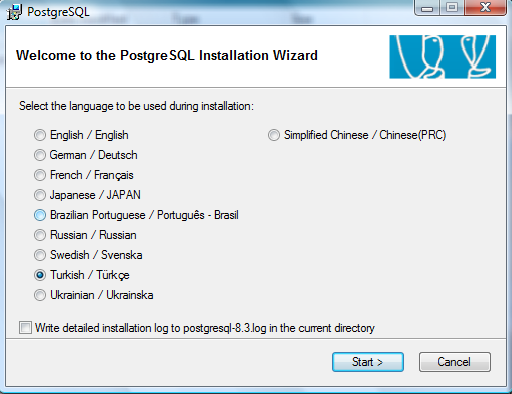 PostgreSQL
Welcome to the PostgreSQL Installation Wizard
Select the language to be used during installation:
English / English
German / Deutsch
French / Français
Japanese / JAPAN
Brazilian Portuguese / Português - Brasil
Russian / Russian
Swedish / Svenska
Turkish / Türkçe
Ukrainian / Ukrainska
Simplified Chinese / Chinese(PRC)
Write detailed installation log to postgresql-8.3.log in the current directory
Start >
Cancel